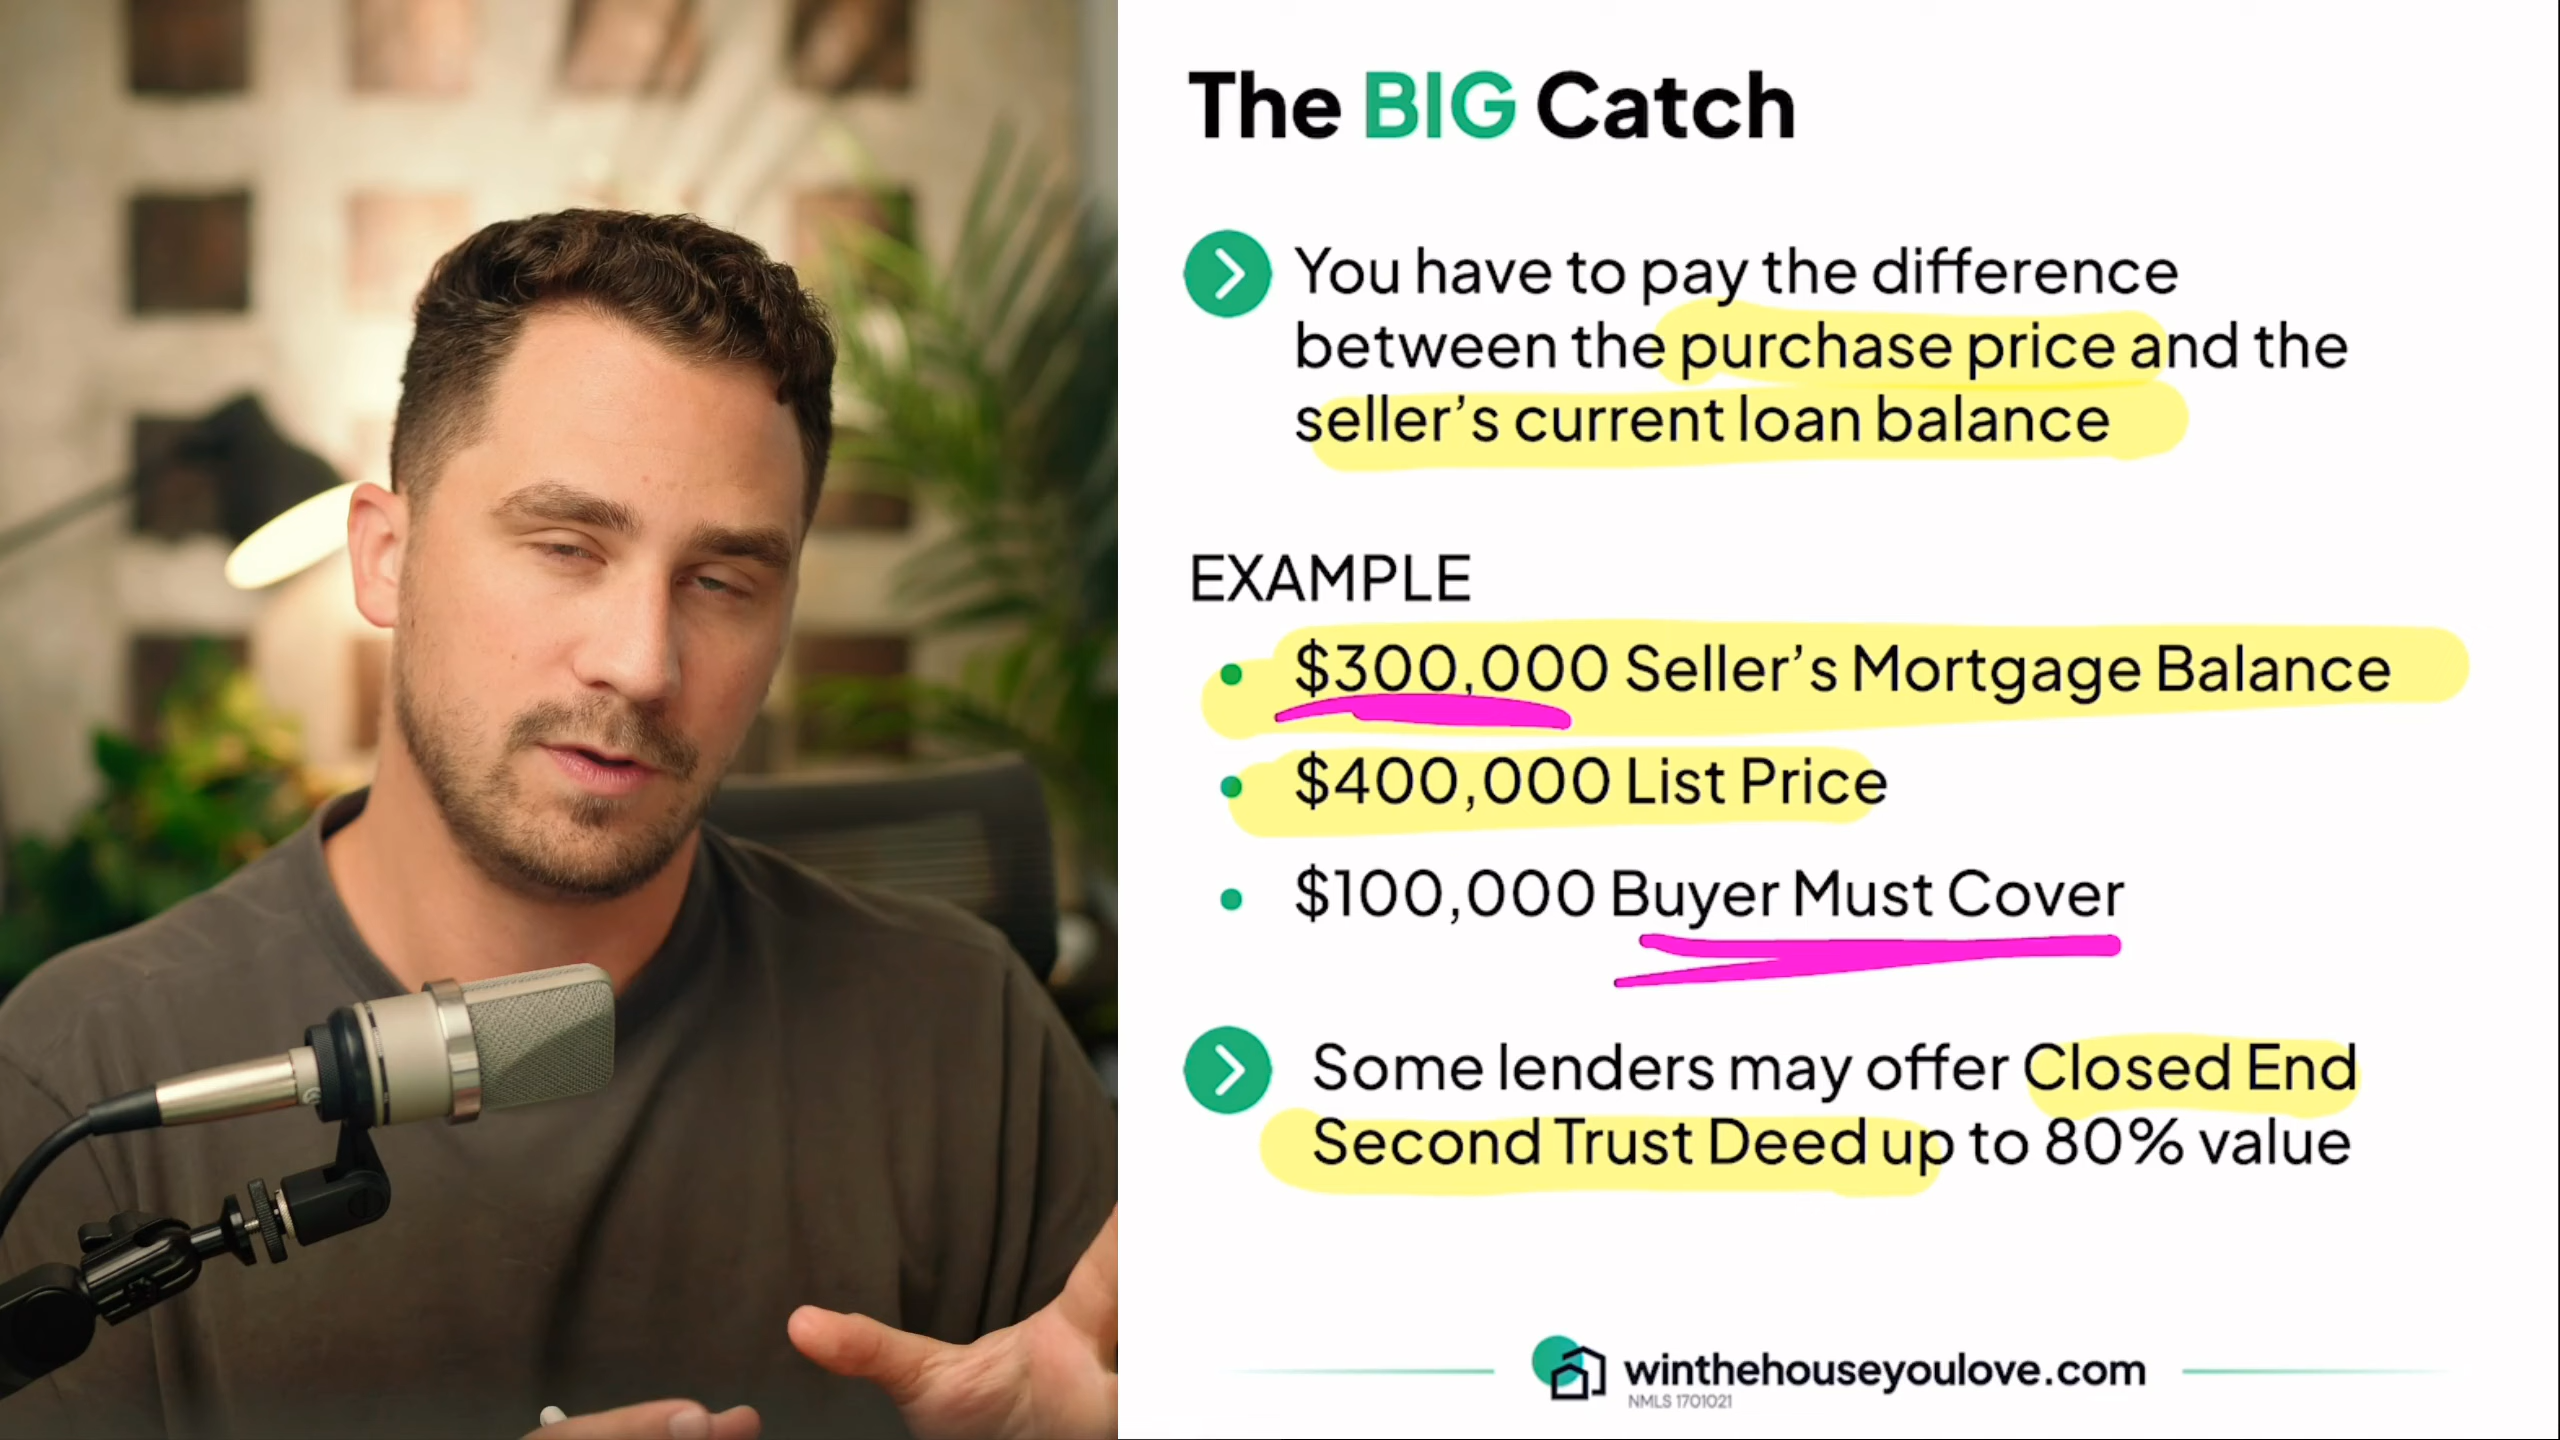 The BIG Catch
You have to pay the difference
between the purchase price and the
seller's current loan balance
EXAMPLE
$300,000 Seller's Mortgage Balance
$400,000 List Price
$100,000 Buyer Must Cover
Some lenders may offer Closed End
Second Trust Deed up to 80% value
winthehouseyoulove.com
NMLS 1701021